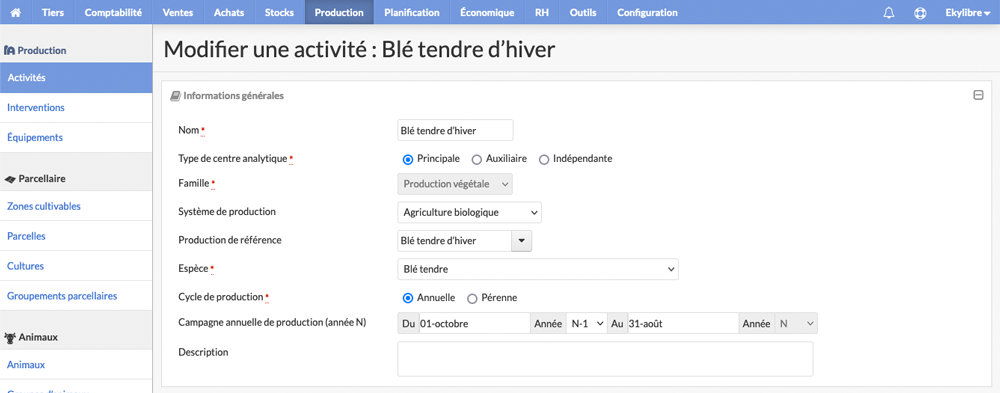 Tiers Comptabilité Ventes Achats Stocks Production Planification Économique RH Outils Configuration Ekylibre
Production
Activités
Interventions
Équipements
Parcellaire
Zones cultivables
Parcelles
Cultures
Groupements parcellaires
Animaux
Animaux
Modifier une activité : Blé tendre d'hiver
Informations générales
Nom * Blé tendre d'hiver
Type de centre analytique * Principale Auxiliaire Indépendante
Famille * Production végétale
Système de production Agriculture biologique
Production de référence Blé tendre d'hiver
Espèce * Blé tendre
Cycle de production * Annuelle Pérenne
Campagne annuelle de production (année N) Du 01-octobre Année N-1 Au 31-août Année N
Description